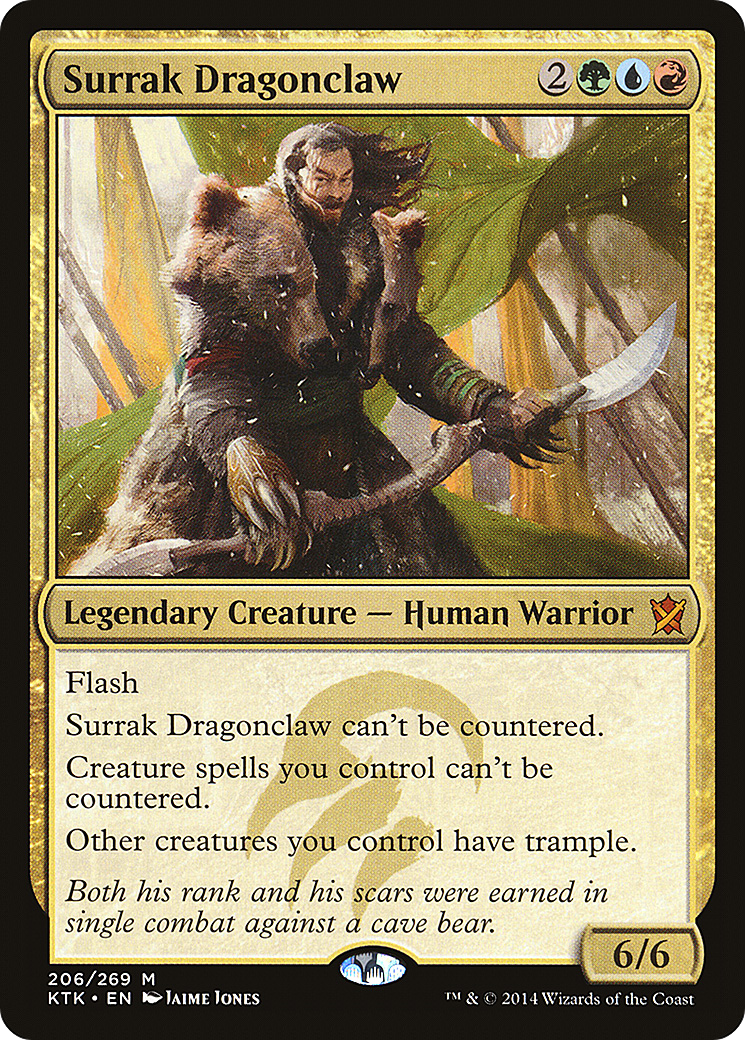 Surrak Dragonclaw 2
Legendary Creature — Human Warrior
Flash
Surrak Dragonclaw can't be countered.
Creature spells you control can't be
countered.
Other creatures you control have trample.
Both his rank and his scars were earned in
single combat against a cave bear.
6/6
206/269 M
KTK • EN Jaime Jones
™ & © 2014 Wizards of the Coast